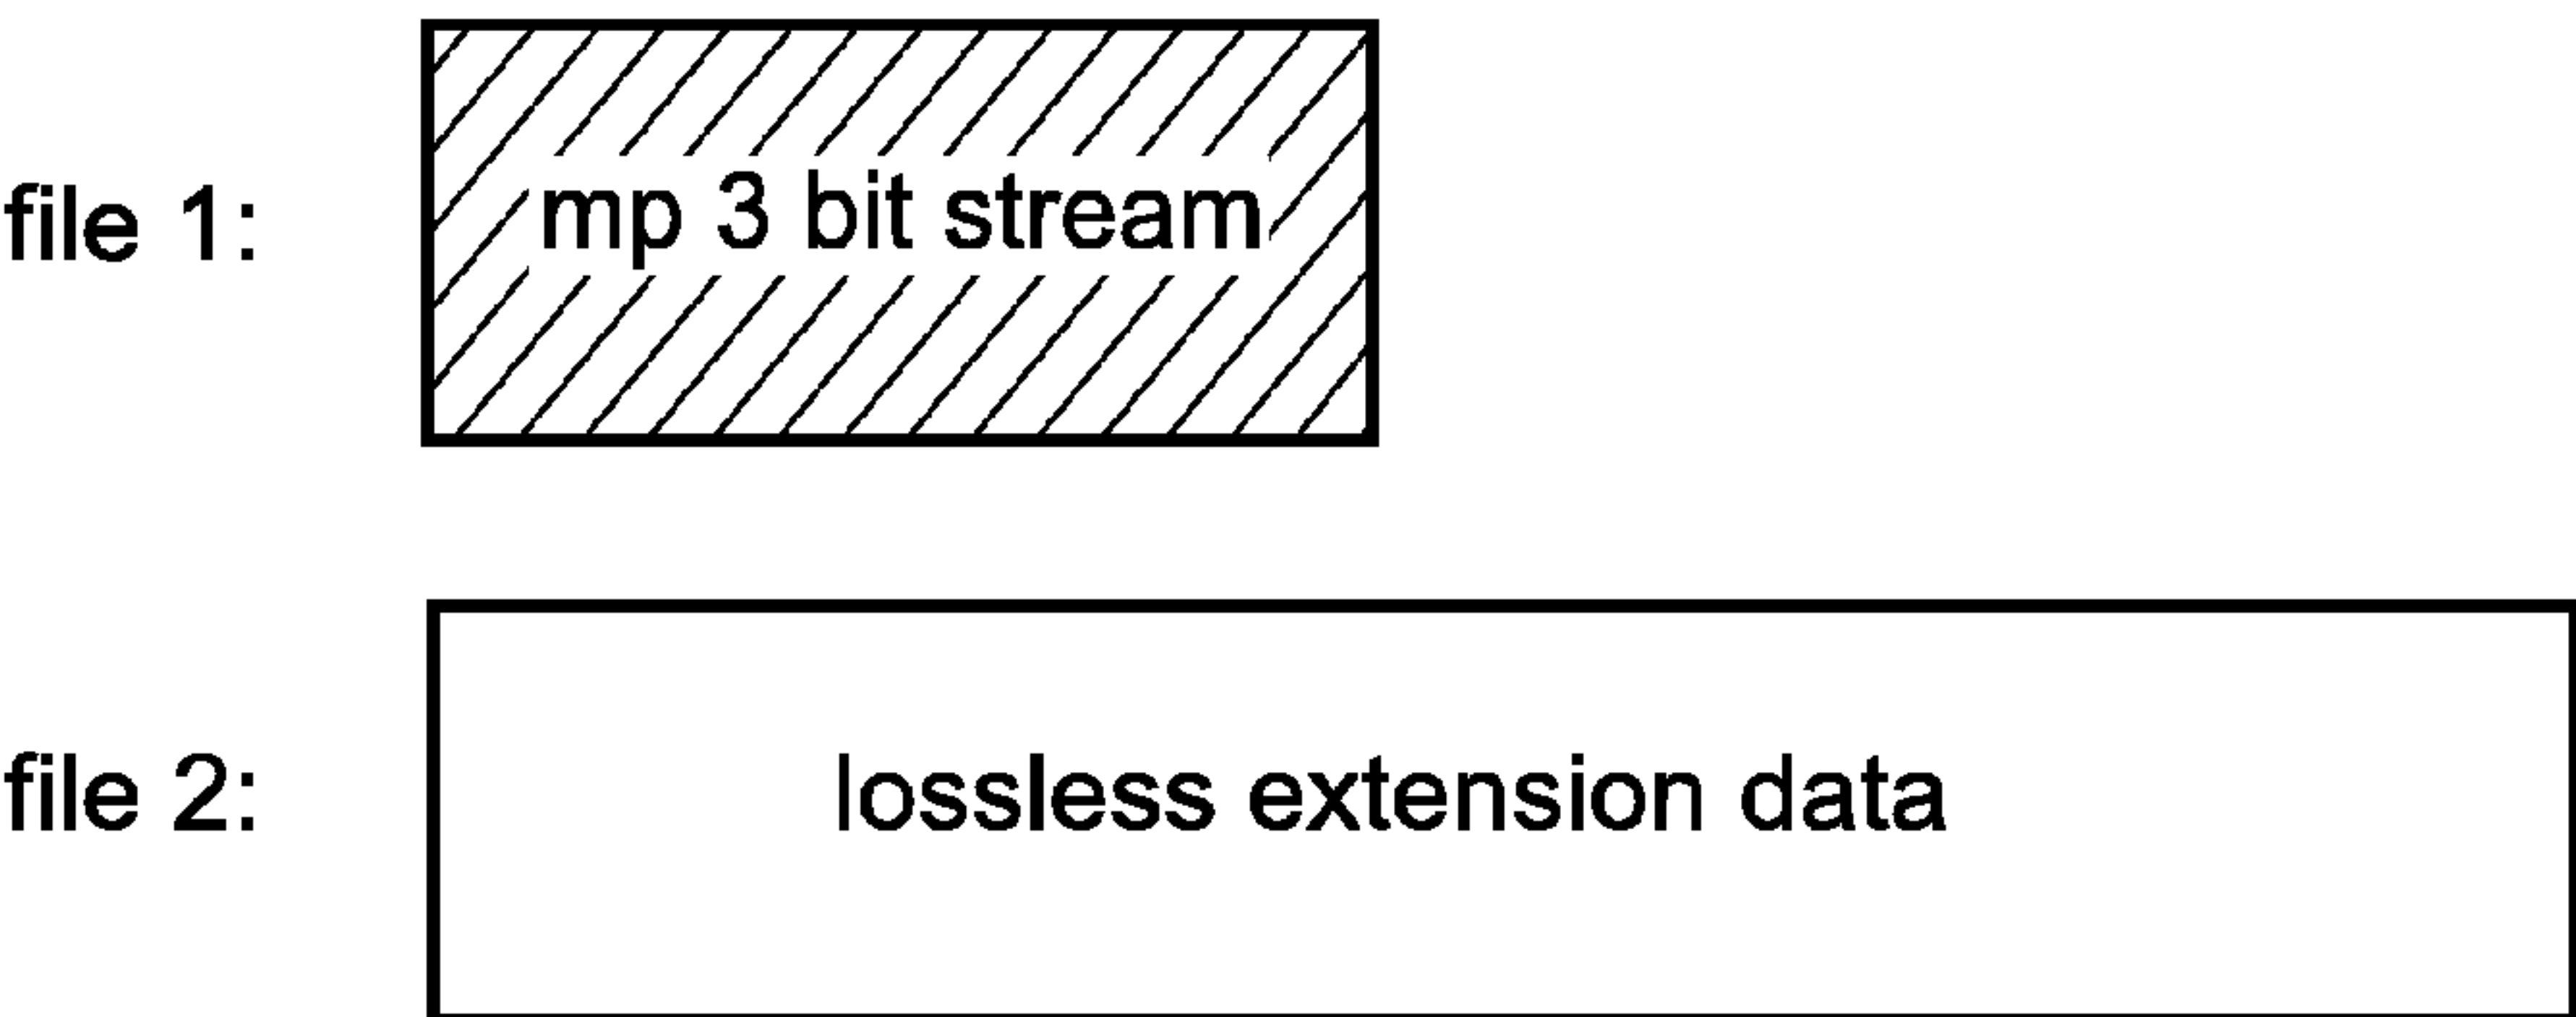 file 1:
mp 3 bit stream
file 2:
lossless extension data